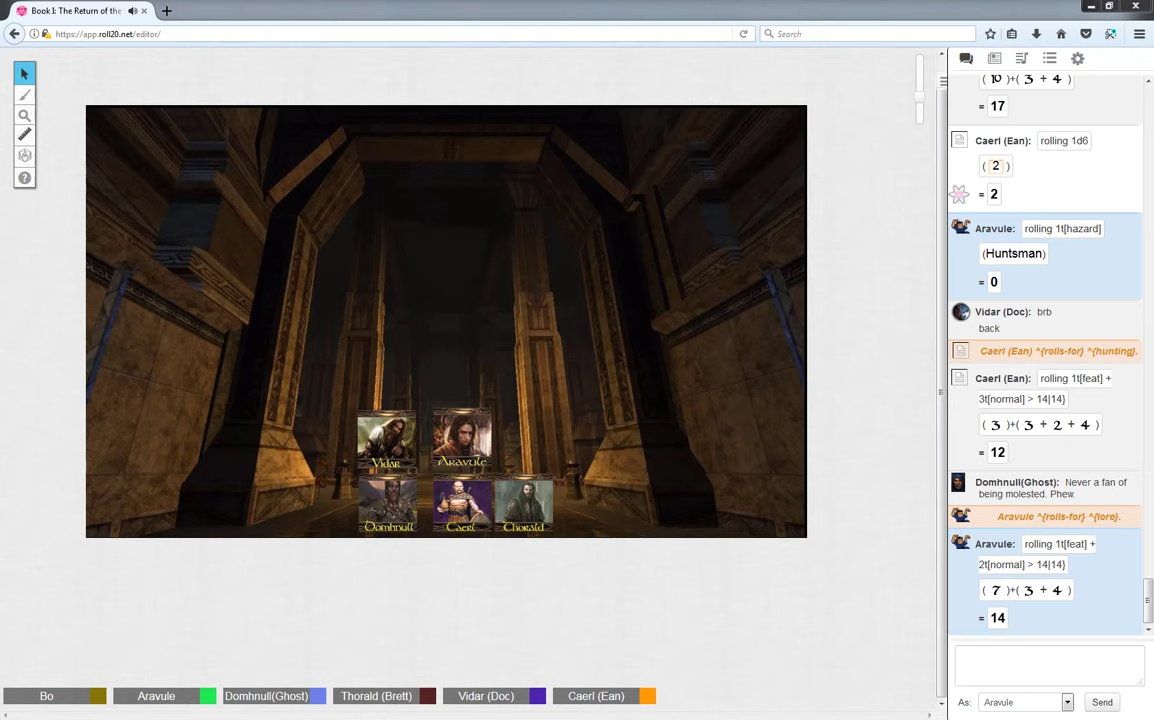 Book I: The Return of the
https://app.roll20.net/editor/
Search
( 10 )+( 3 + 4 )
= 17
Caerl (Ean): rolling 1d6
( 2 )
= 2
Aravule: rolling 1t[hazard]
(Huntsman)
= 0
Vidar (Doc): brb
back
Caerl (Ean) ^{rolls-for} ^{hunting}.
Caerl (Ean): rolling 1t[feat] +
3t[normal] > 14|14}
( 3 )+( 3 + 2 + 4 )
= 12
Domhnull(Ghost): Never a fan of
being molested. Phew.
Aravule ^{rolls-for} ^{lore}.
Aravule: rolling 1t[feat] +
2t[normal] > 14|14}
( 7 )+( 3 + 4 )
= 14
As: Aravule Send
Vidar Aravule
Domhnull Caerl Thorald
Bo Aravule Domhnull(Ghost) Thorald (Brett) Vidar (Doc) Caerl (Ean)